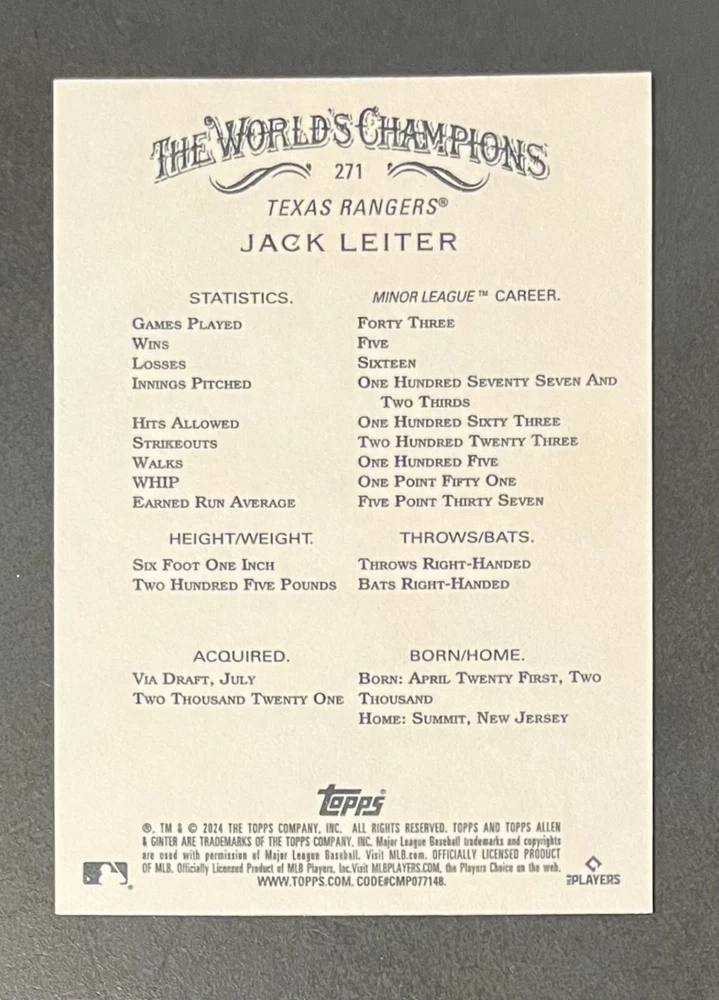 THE WORLD'S CHAMPIONS
271
TEXAS RANGERS®
JACK LEITER
STATISTICS. MINOR LEAGUE™ CAREER.
GAMES PLAYED FORTY THREE
WINS FIVE
LOSSES SIXTEEN
INNINGS PITCHED ONE HUNDRED SEVENTY SEVEN AND
TWO THIRDS
HITS ALLOWED ONE HUNDRED SIXTY THREE
STRIKEOUTS TWO HUNDRED TWENTY THREE
WALKS ONE HUNDRED FIVE
WHIP ONE POINT FIFTY ONE
EARNED RUN AVERAGE FIVE POINT THIRTY SEVEN
HEIGHT/WEIGHT. THROWS/BATS.
SIX FOOT ONE INCH THROWS RIGHT-HANDED
TWO HUNDRED FIVE POUNDS BATS RIGHT-HANDED
ACQUIRED. BORN/HOME.
VIA DRAFT, JULY BORN: APRIL TWENTY FIRST, TWO
TWO THOUSAND TWENTY ONE THOUSAND
HOME: SUMMIT, NEW JERSEY
Topps
®, TM & © 2024 THE TOPPS COMPANY, INC. ALL RIGHTS RESERVED. TOPPS AND TOPPS ALLEN
& GINTER ARE TRADEMARKS OF THE TOPPS COMPANY, INC. Major League Baseball trademarks and copyrights
are used with permission of Major League Baseball. Visit MLB.com. OFFICIALLY LICENSED PRODUCT
OF MLB. Officially Licensed Product of MLB Players, Inc. Visit MLBPLAYERS.COM, the Players Choice on the web.
WWW.TOPPS.COM. CODE#CMP077148.
PLAYERS